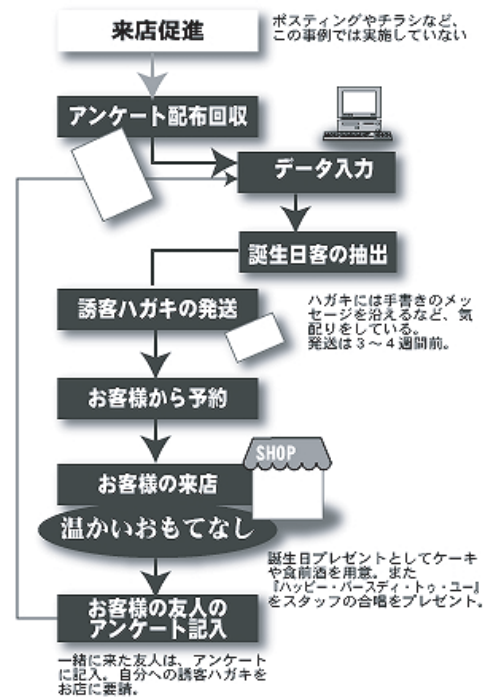 来店促進
ポスティングやチラシなど、
この事例では実施していない
アンケート配布回収
データ入力
誕生日客の抽出
誘客ハガキの発送
ハガキには手書きのメッ
セージを沿えるなど、気
配りをしている。
発送は3～4週間前。
お客様から予約
SHOP
お客様の来店
温かいおもてなし
誕生日プレゼントとしてケーキ
や食前酒を用意。また
『ハッピー・バースディ・トゥ・ユー』
をスタッフの合唱をプレゼント。
お客様の友人の
アンケート記入
一緒に来た友人は、アンケート
に記入。自分への誘客ハガキを
お店に要請。